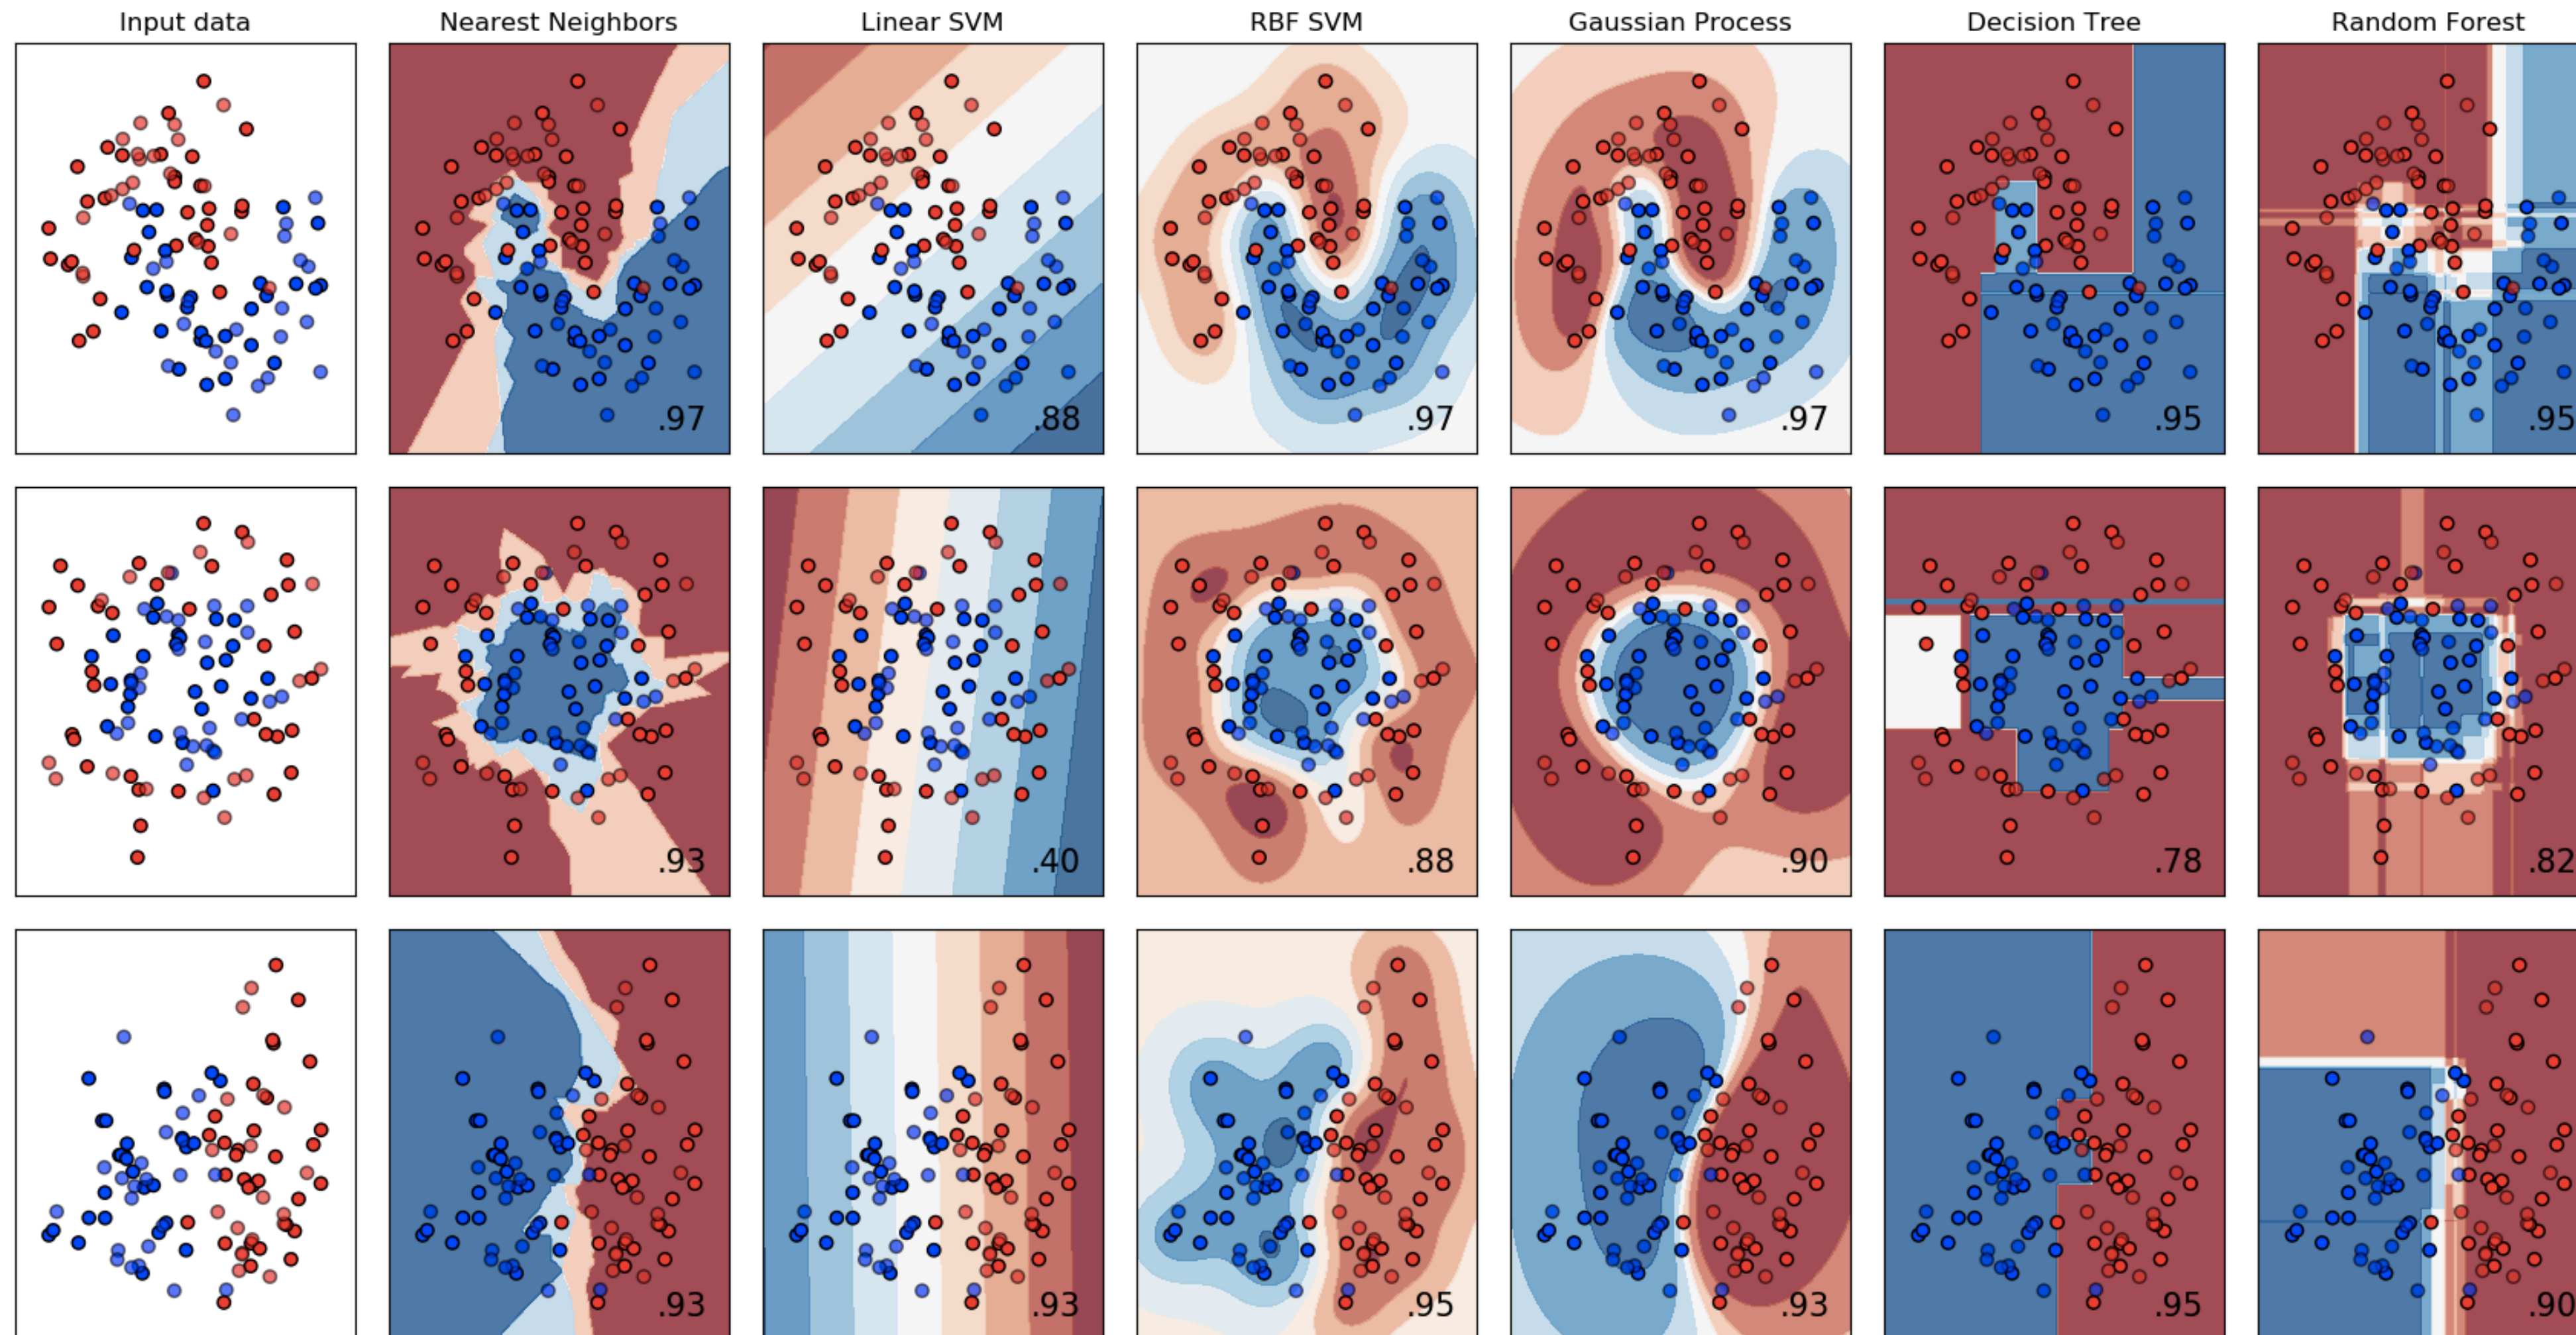 Input data Nearest Neighbors Linear SVM RBF SVM Gaussian Process Decision Tree Random Forest
.97 .88 .97 .97 .95 .95
.93 .40 .88 .90 .78 .82
.93 .93 .95 .93 .95 .90